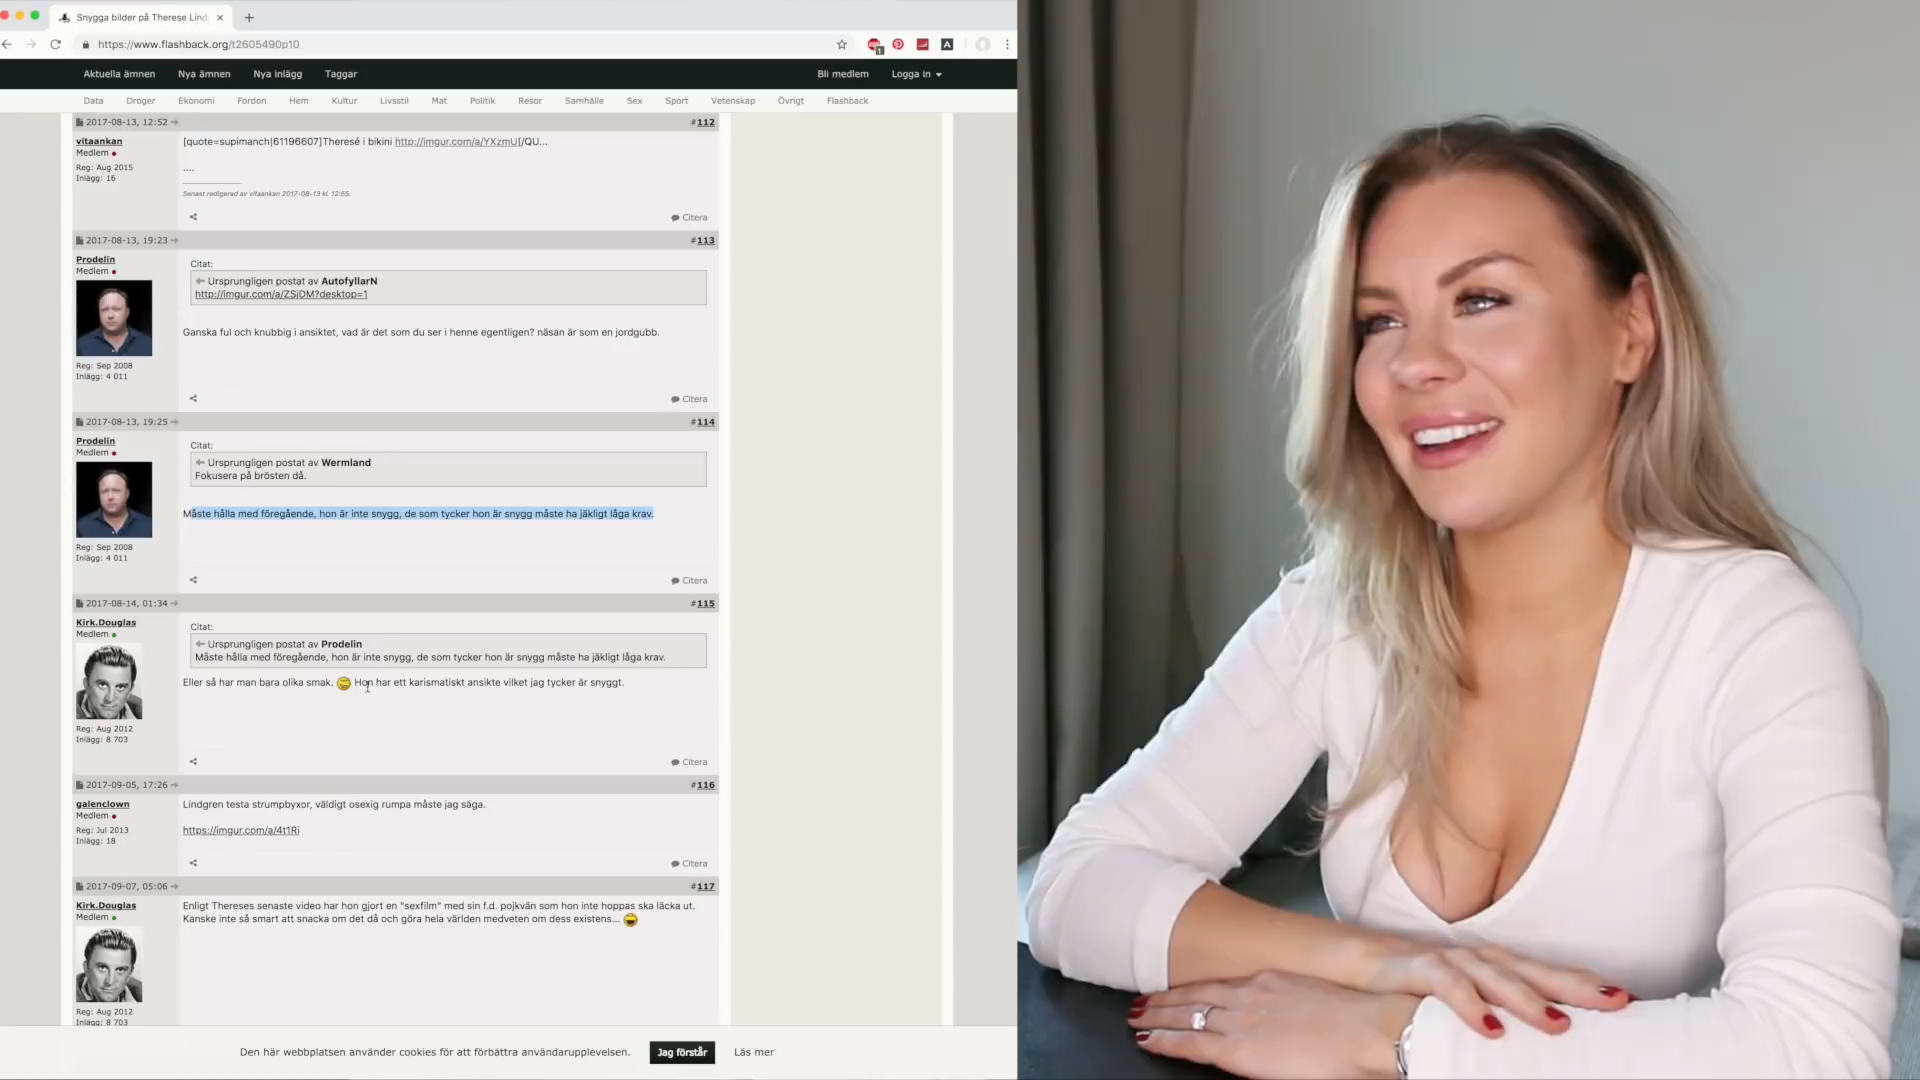 Snygga bilder på Therese Lind
https://www.flashback.org/t2605490p10
1
A
Aktuella ämnen Nya ämnen Nya inlägg Taggar Bli medlem Logga in
Data Droger Ekonomi Fordon Hem Kultur Livsstil Mat Politik Resor Samhälle Sex Sport Vetenskap Övrigt Flashback
2017-08-13, 12:52 #112
vitaankan
Medlem
Reg: Aug 2015
Inlägg: 16
[quote=supimanch|61196607]Theresé i bikini http://imgur.com/a/YXzmU[/QU...
....
Senast redigerad av vitaankan 2017-08-13 kl. 12:55.
Citera
2017-08-13, 19:23 #113
Prodelin
Medlem
Reg: Sep 2008
Inlägg: 4 011
Citat:
Ursprungligen postat av AutofyllarN
http://imgur.com/a/ZSjDM?desktop=1
Ganska ful och knubbig i ansiktet, vad är det som du ser i henne egentligen? näsan är som en jordgubb.
Citera
2017-08-13, 19:25 #114
Prodelin
Medlem
Reg: Sep 2008
Inlägg: 4 011
Citat:
Ursprungligen postat av Wermland
Fokusera på brösten då.
Måste hålla med föregående, hon är inte snygg, de som tycker hon är snygg måste ha jäkligt låga krav.
Citera
2017-08-14, 01:34 #115
Kirk.Douglas
Medlem
Reg: Aug 2012
Inlägg: 8 703
Citat:
Ursprungligen postat av Prodelin
Måste hålla med föregående, hon är inte snygg, de som tycker hon är snygg måste ha jäkligt låga krav.
Eller så har man bara olika smak. Hon har ett karismatiskt ansikte vilket jag tycker är snyggt.
Citera
2017-09-05, 17:26 #116
galenclown
Medlem
Reg: Jul 2013
Inlägg: 18
Lindgren testa strumpbyxor, väldigt osexig rumpa måste jag säga.
https://imgur.com/a/4t1Ri
Citera
2017-09-07, 05:06 #117
Kirk.Douglas
Medlem
Reg: Aug 2012
Inlägg: 8 703
Enligt Thereses senaste video har hon gjort en "sexfilm" med sin f.d. pojkvän som hon inte hoppas ska läcka ut.
Kanske inte så smart att snacka om det då och göra hela världen medveten om dess existens...
Den här webbplatsen använder cookies för att förbättra användarupplevelsen. Jag förstår Läs mer